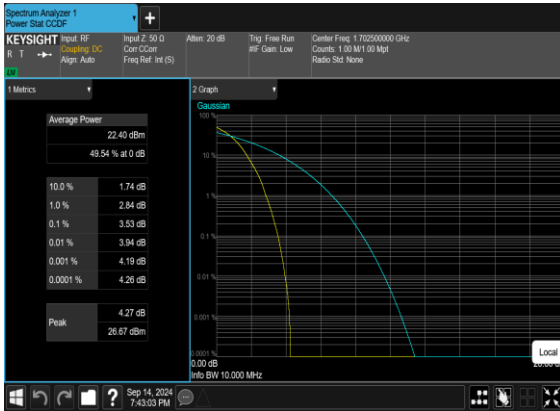 Spectrum Analyzer 1
Power Stat CCDF
KEYSIGHT
R T
LXI
Input: RF
Coupling: DC
Align: Auto
Input Z: 50 Ω
Corr CCorr
Freq Ref: Int (S)
Atten: 20 dB
Trig: Free Run
#IF Gain: Low
Center Freq: 1.702500000 GHz
Counts: 1.00 M/1.00 Mpt
Radio Std: None
1 Metrics
Average Power
22.40 dBm
49.54 % at 0 dB
10.0 % 1.74 dB
1.0 % 2.84 dB
0.1 % 3.53 dB
0.01 % 3.94 dB
0.001 % 4.19 dB
0.0001 % 4.26 dB
Peak
4.27 dB
26.67 dBm
2 Graph
Gaussian
100 %
10 %
1 %
0.1 %
0.01 %
0.001 %
0.0001 %
0.00 dB
Info BW 10.000 MHz
Local
Sep 14, 2024
7:43:03 PM